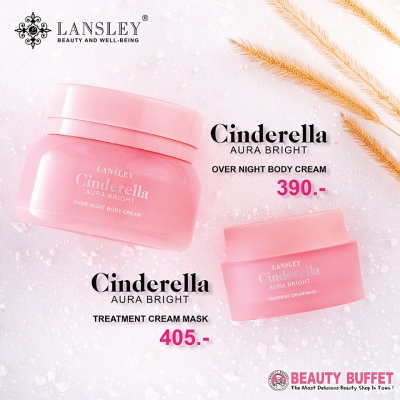 LANSLEY®
BEAUTY AND WELL-BEING
Cinderella
AURA BRIGHT
OVER NIGHT BODY CREAM
390.-
LANSLEY
Cinderella
AURA BRIGHT
OVER NIGHT BODY CREAM
Cinderella
AURA BRIGHT
TREATMENT CREAM MASK
405.-
LANSLEY
Cinderella
AURA BRIGHT
TREATMENT CREAM MASK
BEAUTY BUFFET
The Most Delicious Beauty Shop In Town !